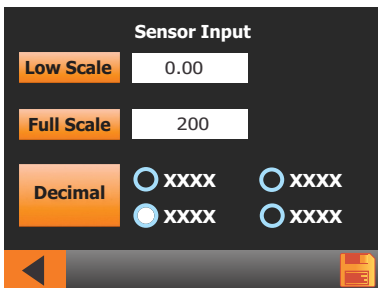 Sensor Input
Low Scale 0.00
Full Scale 200
Decimal
XXXX XXXX
XXXX XXXX